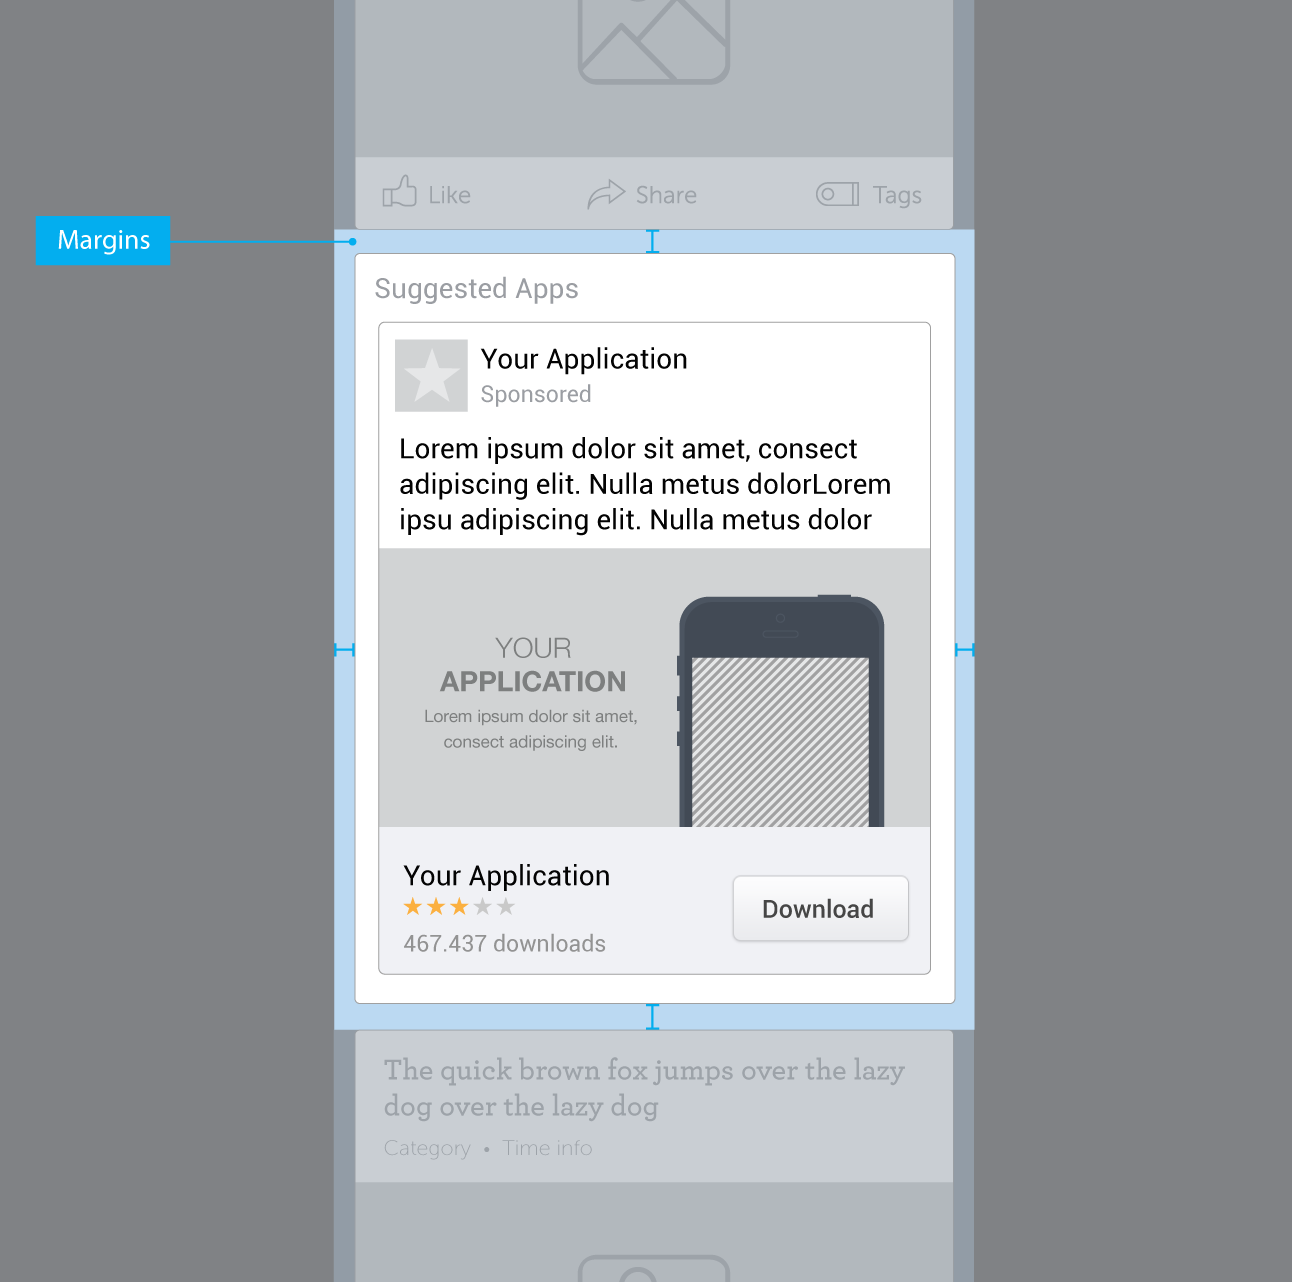 Like
Share
Tags
Margins
Suggested Apps
Your Application
Sponsored
Lorem ipsum dolor sit amet, consect
adipiscing elit. Nulla metus dolorLorem
ipsu adipiscing elit. Nulla metus dolor
YOUR
APPLICATION
Lorem ipsum dolor sit amet,
consect adipiscing elit.
Your Application
467.437 downloads
Download
The quick brown fox jumps over the lazy
dog over the lazy dog
Category • Time info